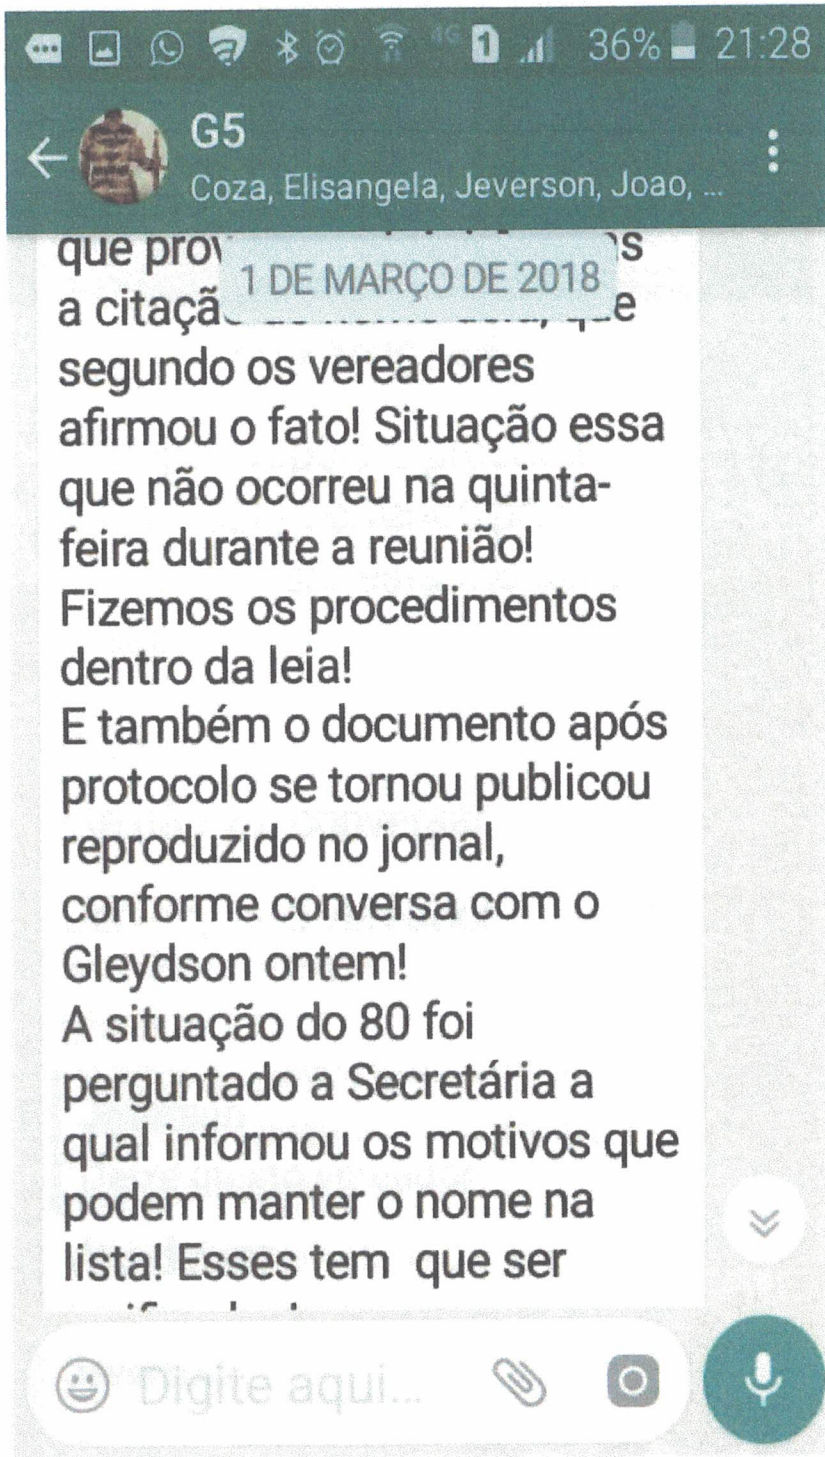 4G 1 36% 21:28
G5
Coza, Elisangela, Jeverson, Joao, ...
que
1 DE MARÇO DE 2018
a
segundo os vereadores
afirmou o fato! Situação essa
que não ocorreu na quinta-
feira durante a reunião!
Fizemos os procedimentos
dentro da leia!
E também o documento após
protocolo se tornou publicou
reproduzido no jornal,
conforme conversa com o
Gleydson ontem!
A situação do 80 foi
perguntado a Secretária a
qual informou os motivos que
podem manter o nome na
lista! Esses tem que ser
Digite aqui...